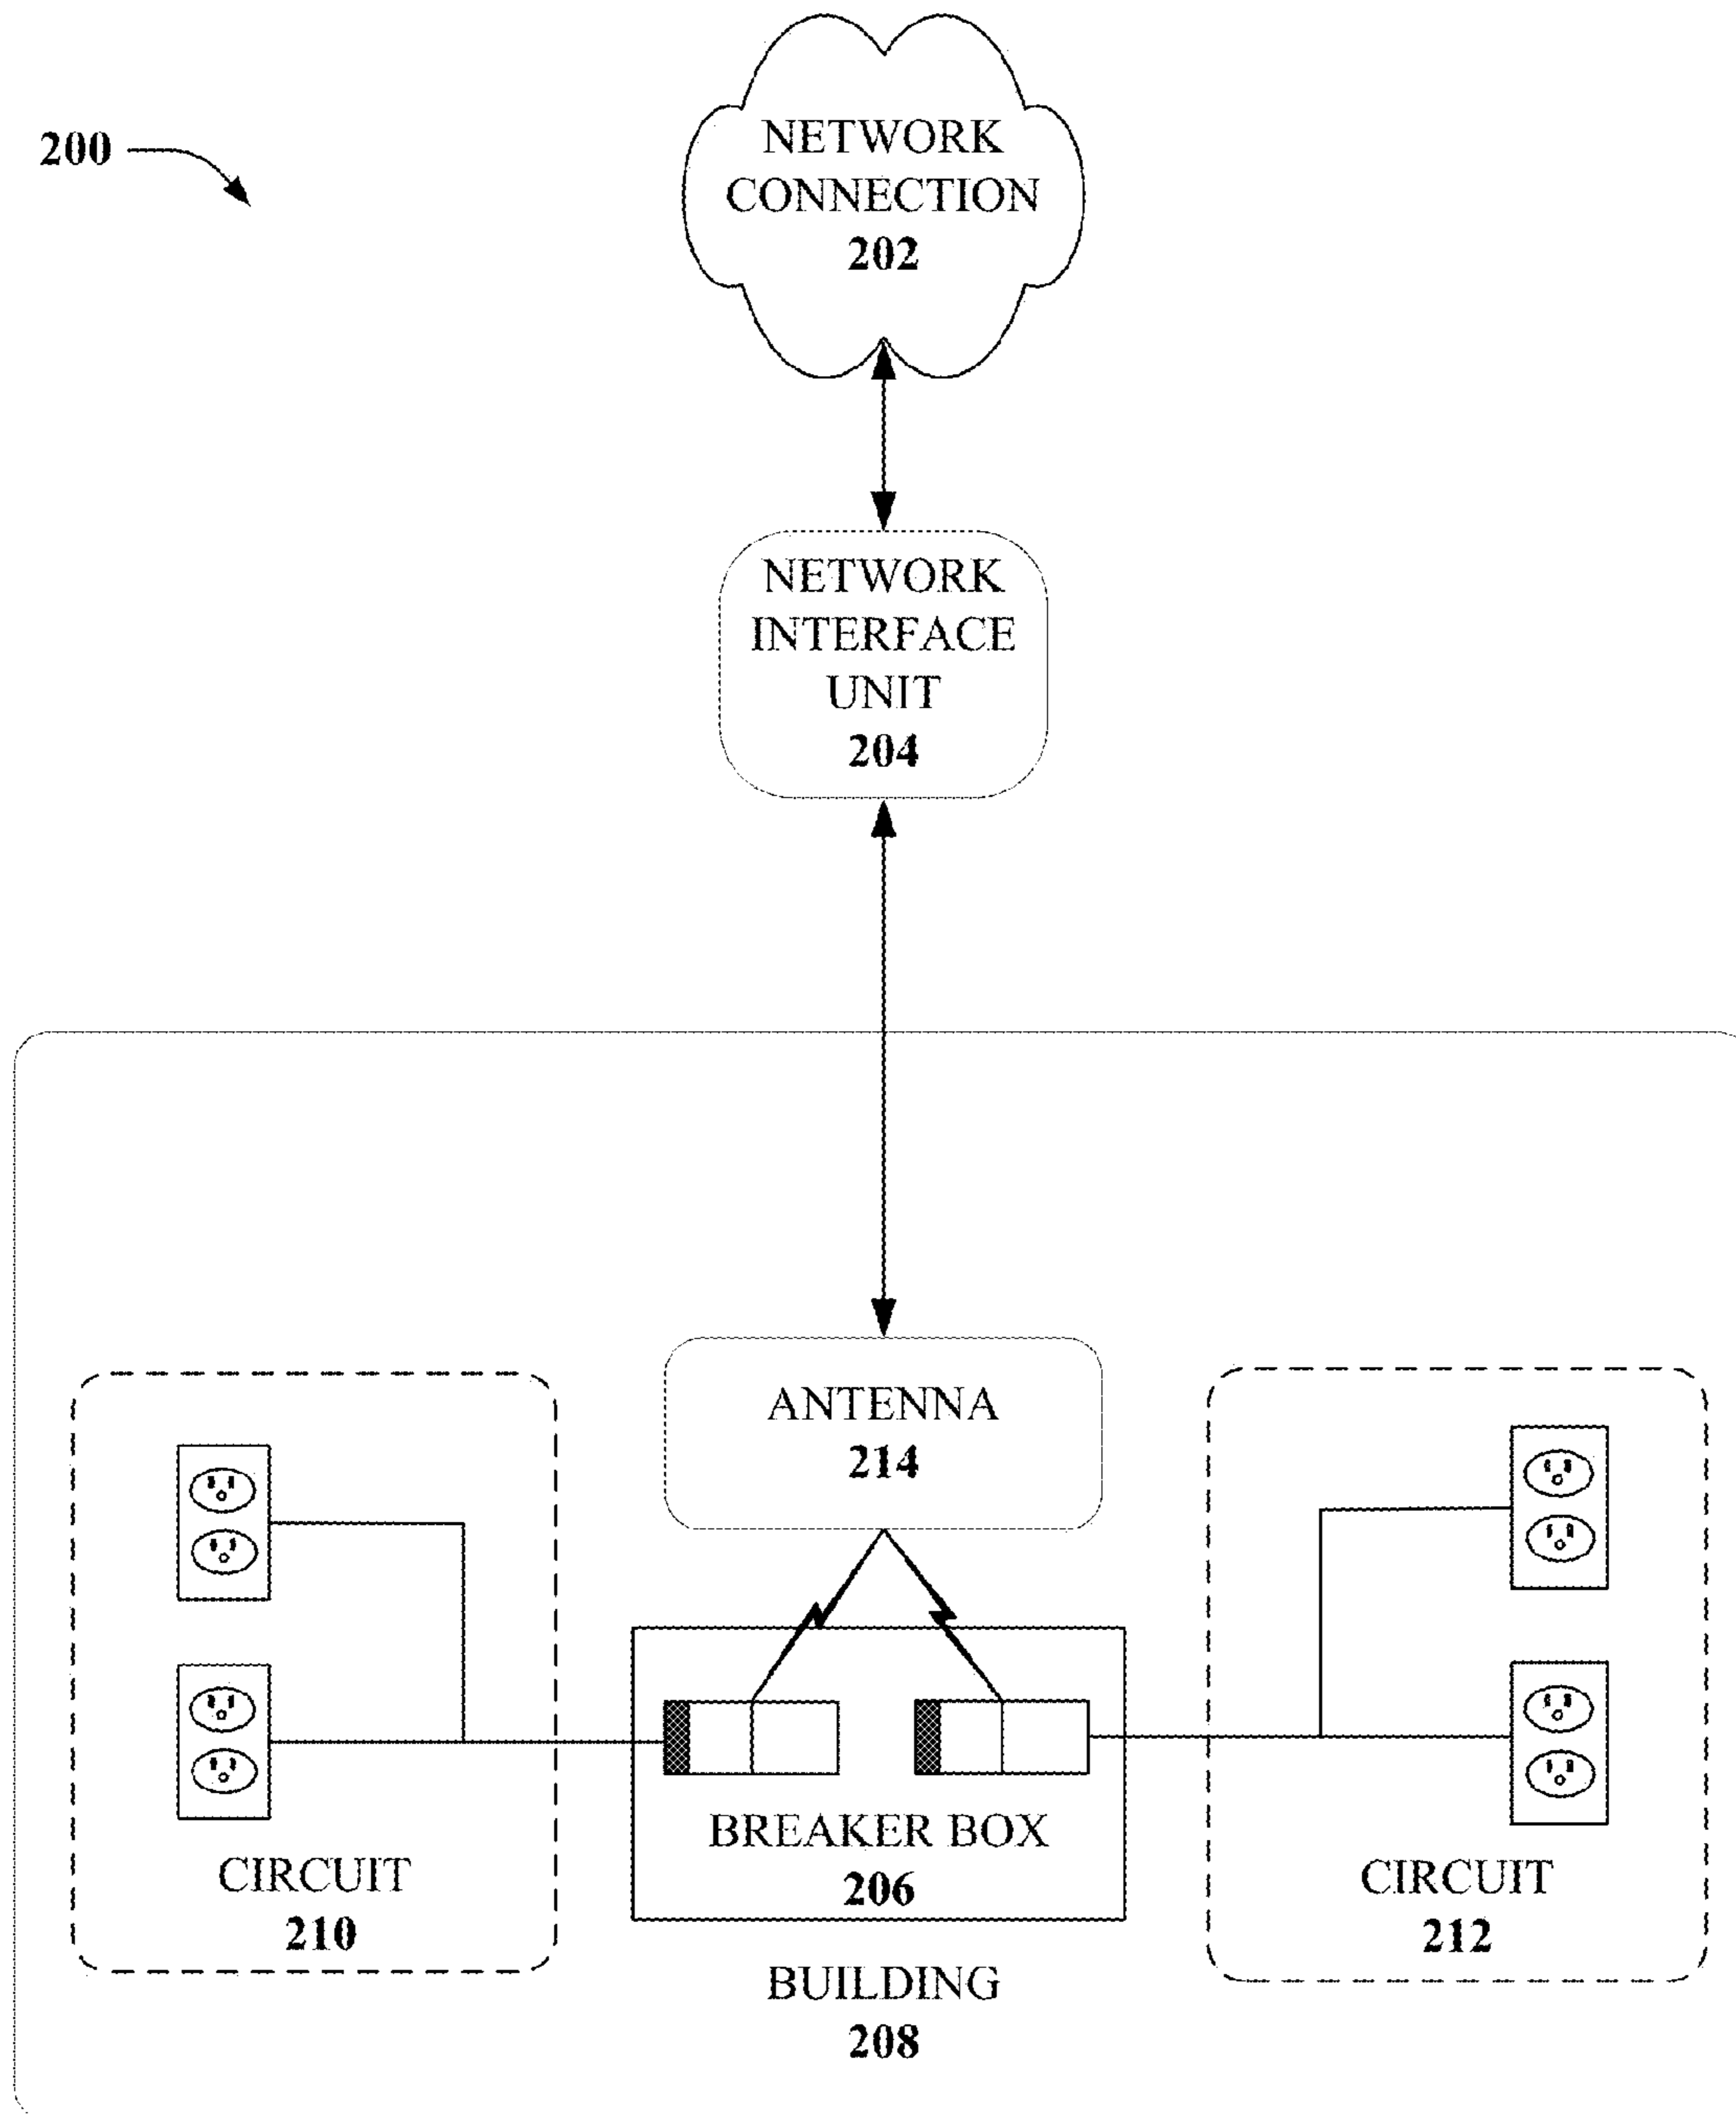 200
NETWORK
CONNECTION
202
NETWORK
INTERFACE
UNIT
204
ANTENNA
214
BREAKER BOX
206
CIRCUIT
210
CIRCUIT
212
BUILDING
208